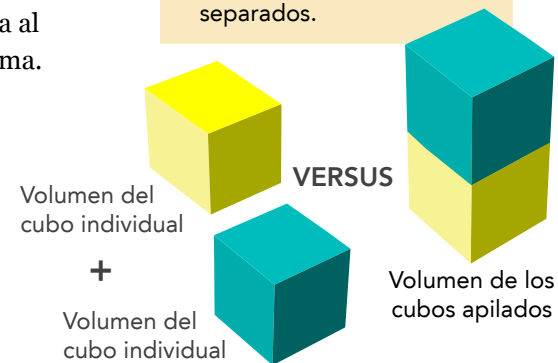 a al
ma.
separados.
VERSUS
Volumen del
cubo individual
+
Volumen del
cubo individual
Volumen de los
cubos apilados